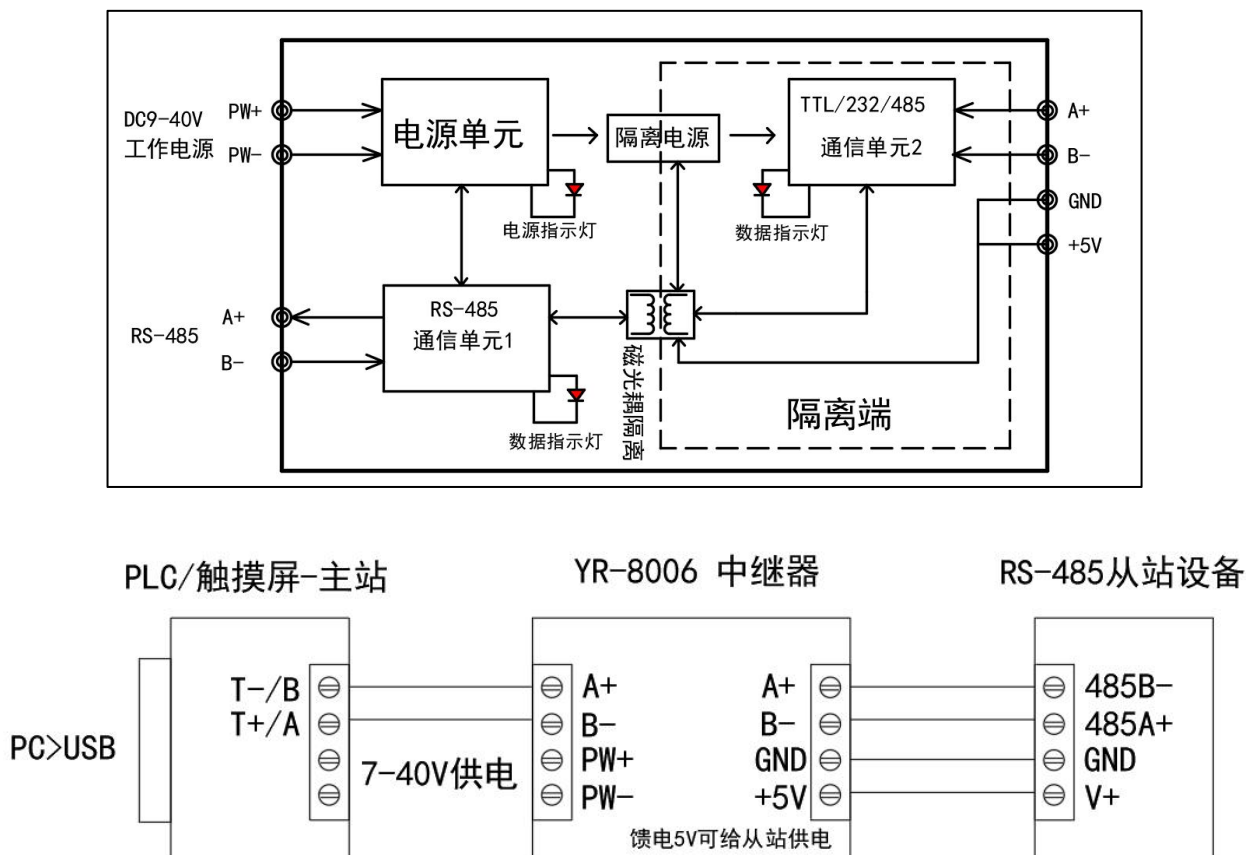 DC9-40V
工作电源
PW+
PW-
电源单元
电源指示灯
隔离电源
TTL/232/485
通信单元2
数据指示灯
A+
B-
GND
+5V
RS-485
A+
B-
RS-485
通信单元1
数据指示灯
磁光耦隔离
隔离端
PLC/触摸屏-主站
YR-8006 中继器
RS-485从站设备
PC>USB
T-/B
T+/A
7-40V供电
A+
B-
PW+
PW-
A+
B-
GND
+5V
馈电5V可给从站供电
485B-
485A+
GND
V+